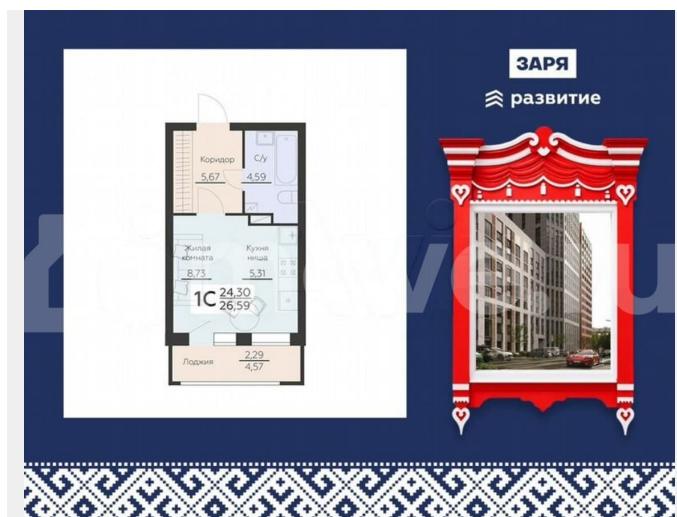 ЗАРЯ
развитие
Коридор
5,67
С/у
4,59
Жилая
комната
8,73
Кухня
ниша
5,31
1С 24,30
26,59
Лоджия
2,29
4,57